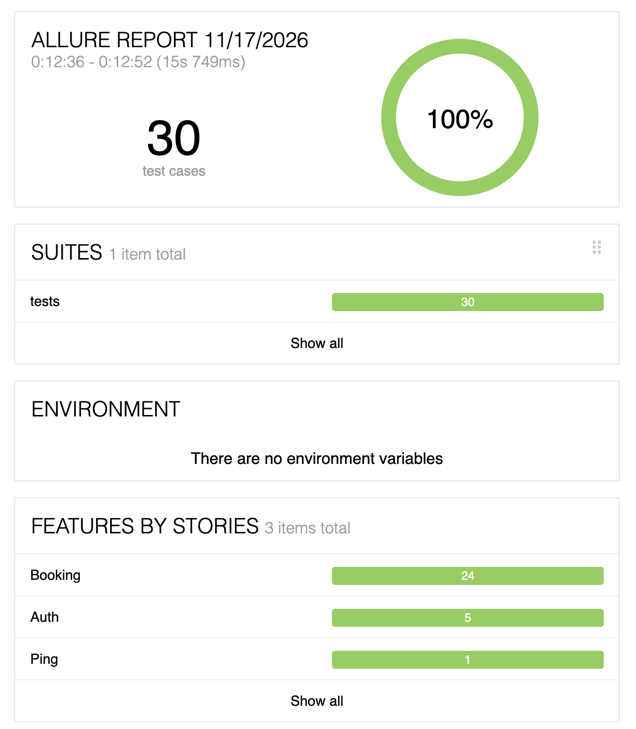 ALLURE REPORT 11/17/2026
0:12:36 - 0:12:52 (15s 749ms)
30
test cases
100%
SUITES 1 item total
tests 30
Show all
ENVIRONMENT
There are no environment variables
FEATURES BY STORIES 3 items total
Booking 24
Auth 5
Ping 1
Show all